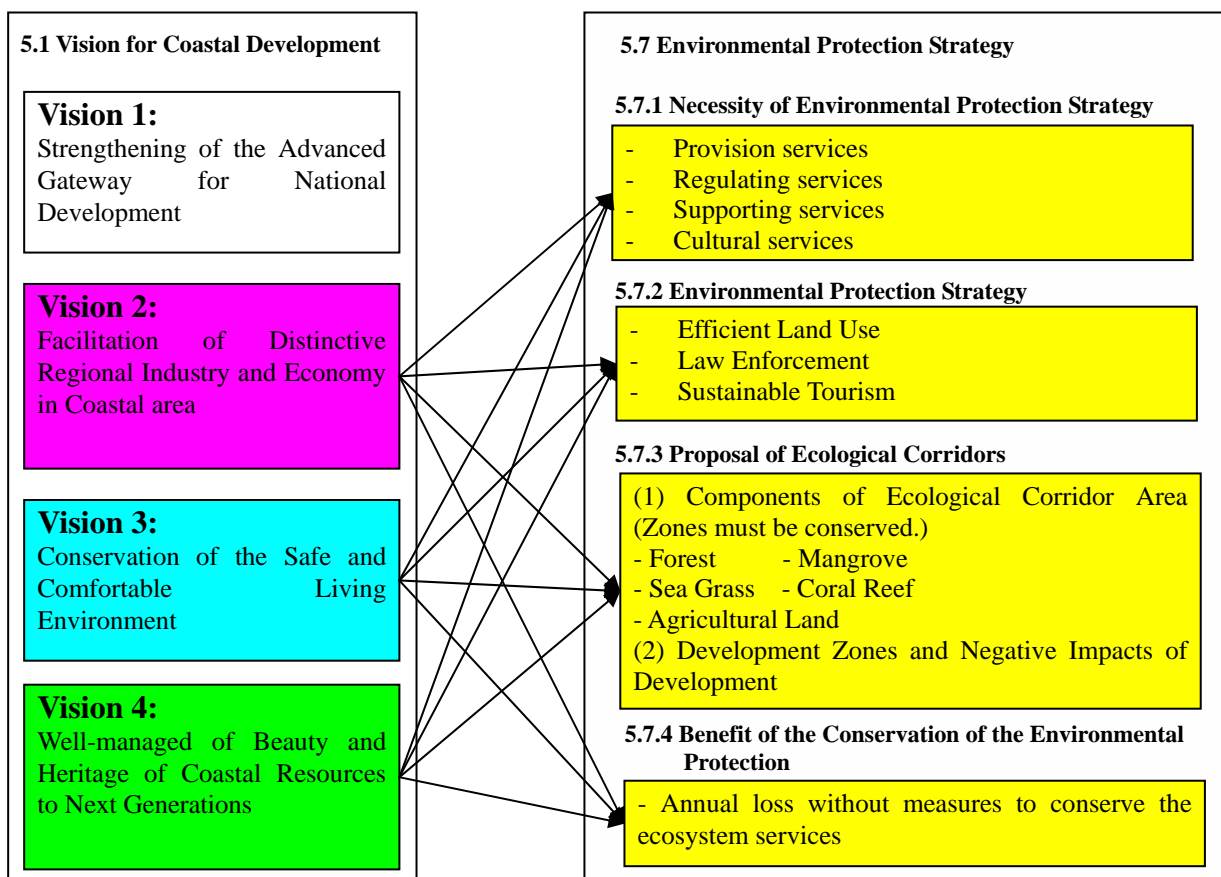 5.1 Vision for Coastal Development
Vision 1:
Strengthening of the Advanced
Gateway for National
Development
Vision 2:
Facilitation of Distinctive
Regional Industry and Economy
in Coastal area
Vision 3:
Conservation of the Safe and
Comfortable Living
Environment
Vision 4:
Well-managed of Beauty and
Heritage of Coastal Resources
to Next Generations
5.7 Environmental Protection Strategy
5.7.1 Necessity of Environmental Protection Strategy
- Provision services
- Regulating services
- Supporting services
- Cultural services
5.7.2 Environmental Protection Strategy
- Efficient Land Use
- Law Enforcement
- Sustainable Tourism
5.7.3 Proposal of Ecological Corridors
(1) Components of Ecological Corridor Area
(Zones must be conserved.)
- Forest - Mangrove
- Sea Grass - Coral Reef
- Agricultural Land
(2) Development Zones and Negative Impacts of
Development
5.7.4 Benefit of the Conservation of the Environmental
Protection
- Annual loss without measures to conserve the
ecosystem services